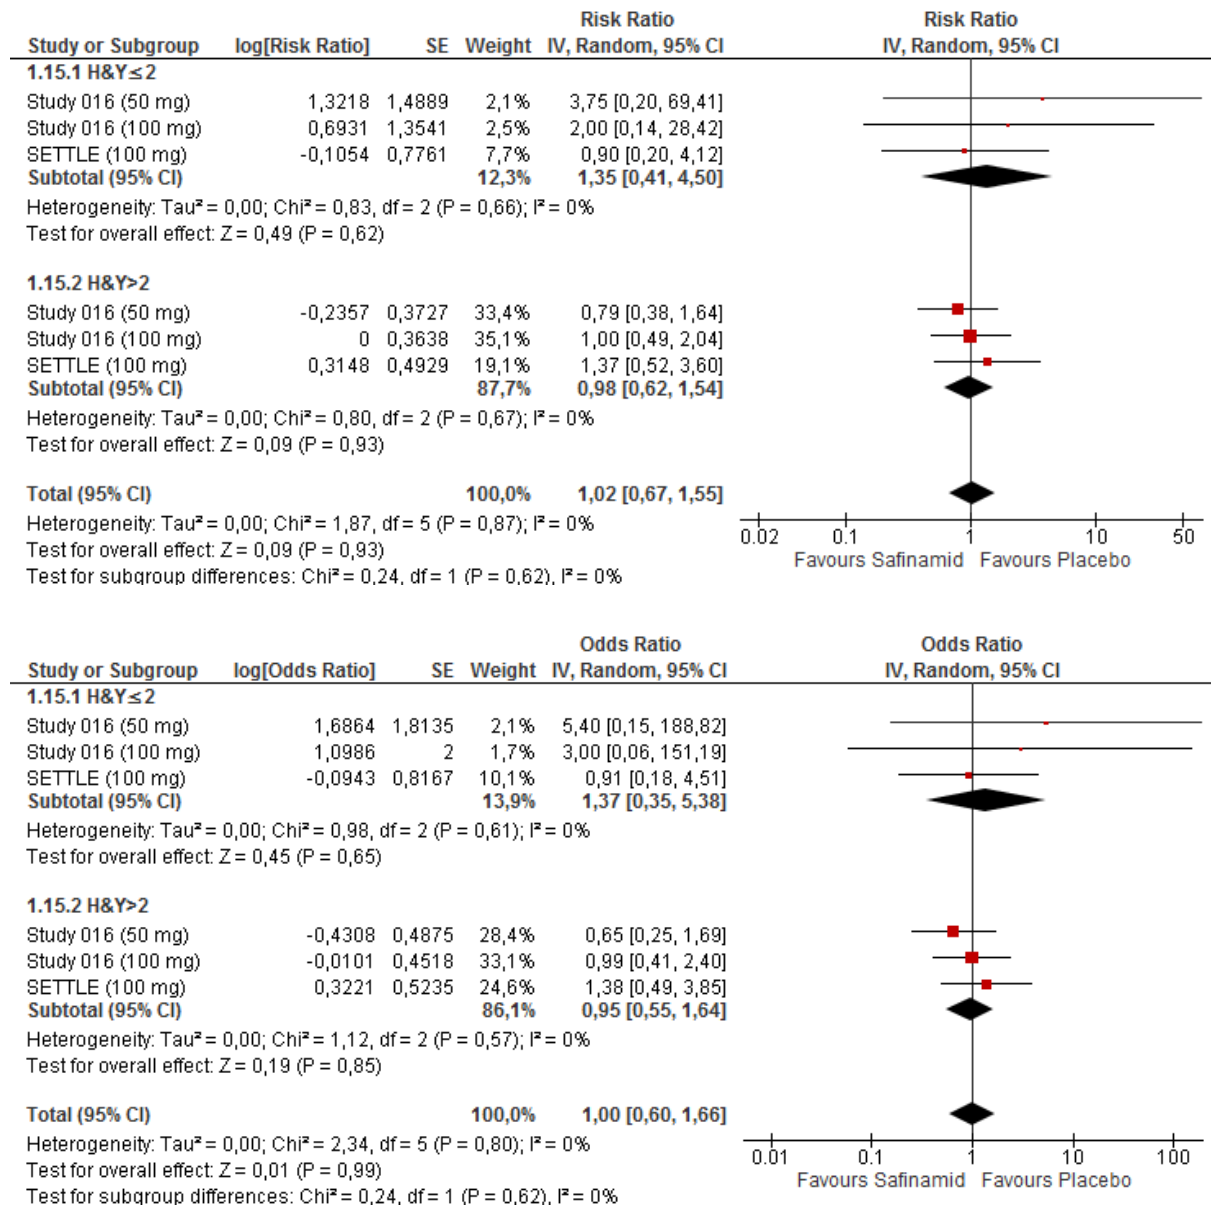 Risk Ratio Risk Ratio
Study or Subgroup log[Risk Ratio] SE Weight IV, Random, 95% CI IV, Random, 95% CI
1.15.1 H&Y≤2
Study 016 (50 mg) 1,3218 1,4889 2,1% 3,75 [0,20, 69,41]
Study 016 (100 mg) 0,6931 1,3541 2,5% 2,00 [0,14, 28,42]
SETTLE (100 mg) -0,1054 0,7761 7,7% 0,90 [0,20, 4,12]
Subtotal (95% CI) 12,3% 1,35 [0,41, 4,50]
Heterogeneity: Tau² = 0,00; Chi² = 0,83, df = 2 (P = 0,66); I² = 0%
Test for overall effect: Z = 0,49 (P = 0,62)
1.15.2 H&Y>2
Study 016 (50 mg) -0,2357 0,3727 33,4% 0,79 [0,38, 1,64]
Study 016 (100 mg) 0 0,3638 35,1% 1,00 [0,49, 2,04]
SETTLE (100 mg) 0,3148 0,4929 19,1% 1,37 [0,52, 3,60]
Subtotal (95% CI) 87,7% 0,98 [0,62, 1,54]
Heterogeneity: Tau² = 0,00; Chi² = 0,80, df = 2 (P = 0,67); I² = 0%
Test for overall effect: Z = 0,09 (P = 0,93)
Total (95% CI) 100,0% 1,02 [0,67, 1,55]
Heterogeneity: Tau² = 0,00; Chi² = 1,87, df = 5 (P = 0,87); I² = 0%
Test for overall effect: Z = 0,09 (P = 0,93)
Test for subgroup differences: Chi² = 0,24, df = 1 (P = 0,62), I² = 0%
0.02 0.1 1 10 50
Favours Safinamid Favours Placebo
Odds Ratio Odds Ratio
Study or Subgroup log[Odds Ratio] SE Weight IV, Random, 95% CI IV, Random, 95% CI
1.15.1 H&Y≤2
Study 016 (50 mg) 1,6864 1,8135 2,1% 5,40 [0,15, 188,82]
Study 016 (100 mg) 1,0986 2 1,7% 3,00 [0,06, 151,19]
SETTLE (100 mg) -0,0943 0,8167 10,1% 0,91 [0,18, 4,51]
Subtotal (95% CI) 13,9% 1,37 [0,35, 5,38]
Heterogeneity: Tau² = 0,00; Chi² = 0,98, df = 2 (P = 0,61); I² = 0%
Test for overall effect: Z = 0,45 (P = 0,65)
1.15.2 H&Y>2
Study 016 (50 mg) -0,4308 0,4875 28,4% 0,65 [0,25, 1,69]
Study 016 (100 mg) -0,0101 0,4518 33,1% 0,99 [0,41, 2,40]
SETTLE (100 mg) 0,3221 0,5235 24,6% 1,38 [0,49, 3,85]
Subtotal (95% CI) 86,1% 0,95 [0,55, 1,64]
Heterogeneity: Tau² = 0,00; Chi² = 1,12, df = 2 (P = 0,57); I² = 0%
Test for overall effect: Z = 0,19 (P = 0,85)
Total (95% CI) 100,0% 1,00 [0,60, 1,66]
Heterogeneity: Tau² = 0,00; Chi² = 2,34, df = 5 (P = 0,80); I² = 0%
Test for overall effect: Z = 0,01 (P = 0,99)
Test for subgroup differences: Chi² = 0,24, df = 1 (P = 0,62), I² = 0%
0.01 0.1 1 10 100
Favours Safinamid Favours Placebo